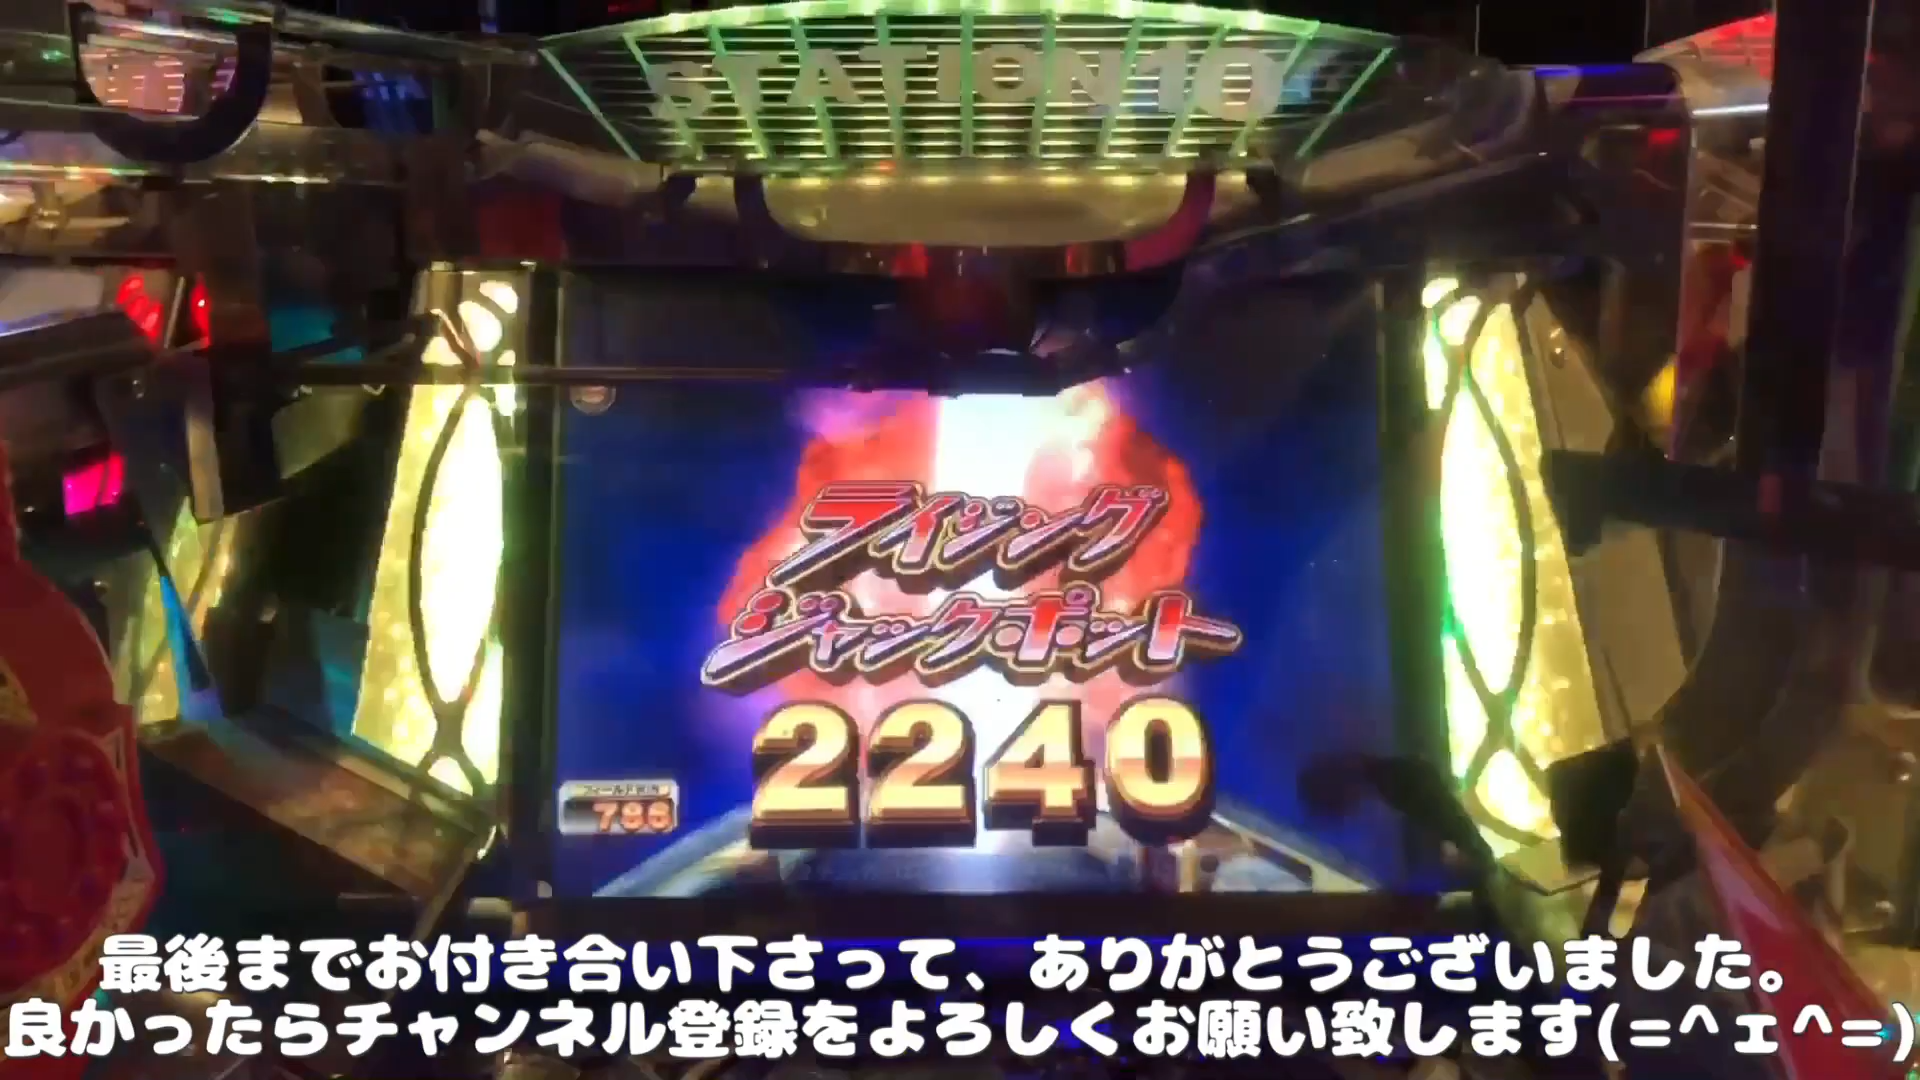 STATION10
ライジング
ジャックポット
2240
最後までお付き合い下さって、ありがとうございました。
良かったらチャンネル登録をよろしくお願い致します(=^ェ^=)